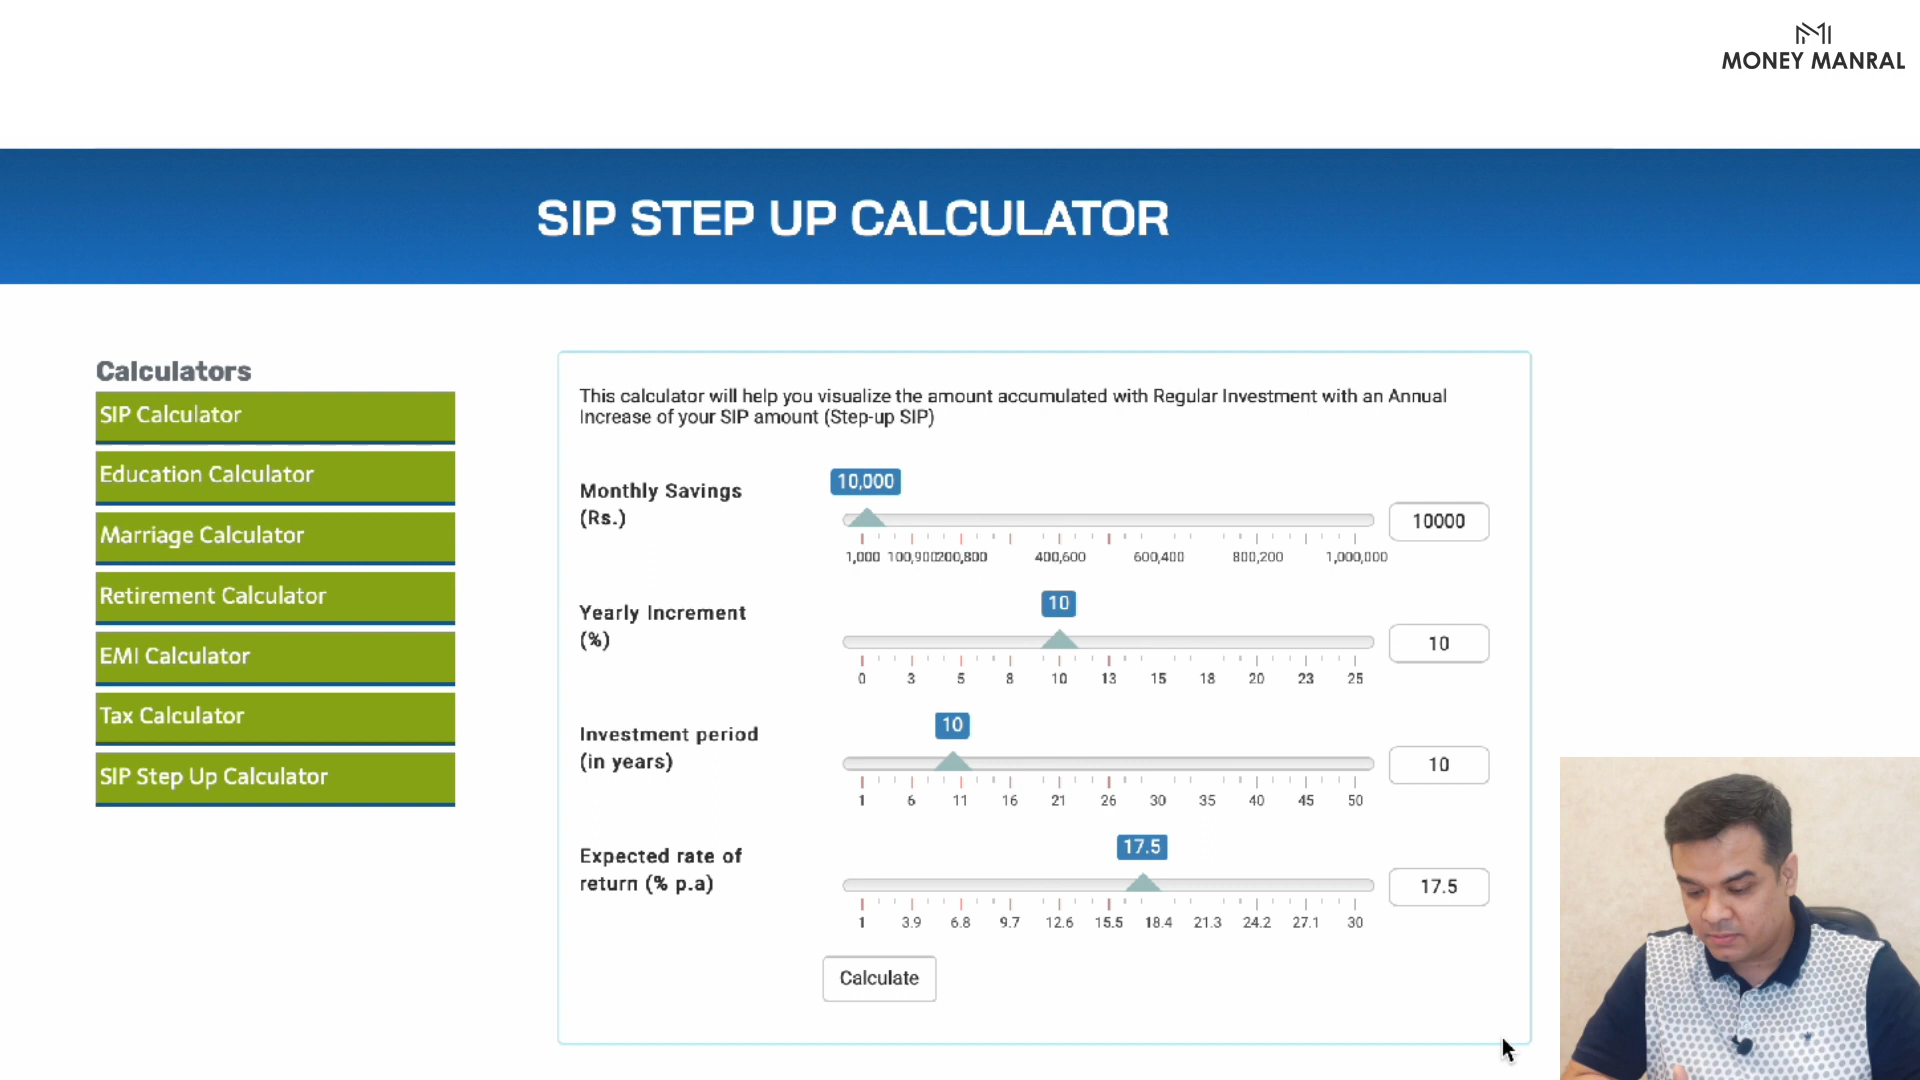 MONEY MANRAL
SIP STEP UP CALCULATOR
Calculators
SIP Calculator
Education Calculator
Marriage Calculator
Retirement Calculator
EMI Calculator
Tax Calculator
SIP Step Up Calculator
This calculator will help you visualize the amount accumulated with Regular Investment with an Annual
Increase of your SIP amount (Step-up SIP)
Monthly Savings
(Rs.)
10,000
10000
1,000 100,900 200,800 400,600 600,400 800,200 1,000,000
Yearly Increment
(%)
10
10
0 3 5 8 10 13 15 18 20 23 25
Investment period
(in years)
10
10
1 6 11 16 21 26 30 35 40 45 50
Expected rate of
return (% p.a)
17.5
17.5
1 3.9 6.8 9.7 12.6 15.5 18.4 21.3 24.2 27.1 30
Calculate